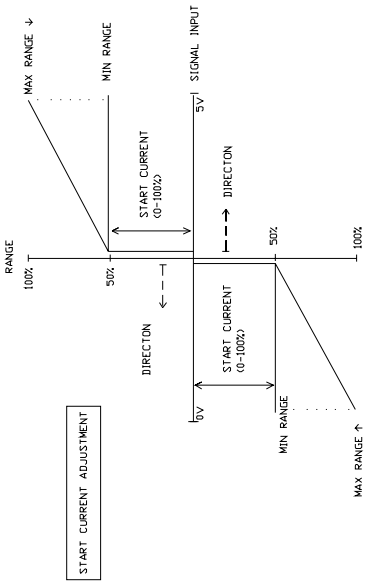 START CURRENT ADJUSTMENT
RANGE
100%
50%
MAX RANGE ↓
MIN RANGE
START CURRENT
(0-100%)
DIRECTON
SIGNAL INPUT
5V
0V
DIRECTON
START CURRENT
(0-100%)
50%
100%
MIN RANGE
MAX RANGE ↑